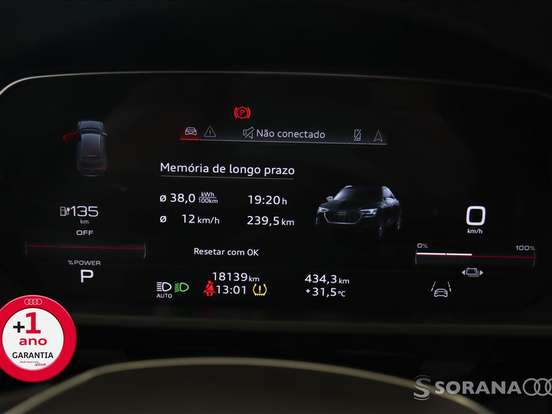 (P)
Não conectado
Memória de longo prazo
ø 38,0 kWh/100km 19:20 h
ø 12 km/h 239,5 km
135 km
OFF
0 km/h
0% 100%
Resetar com OK
%POWER
P
AUTO
18139 km
434,3 km
13:01
+31,5 °C
+1
ano
GARANTIA
S SORANA